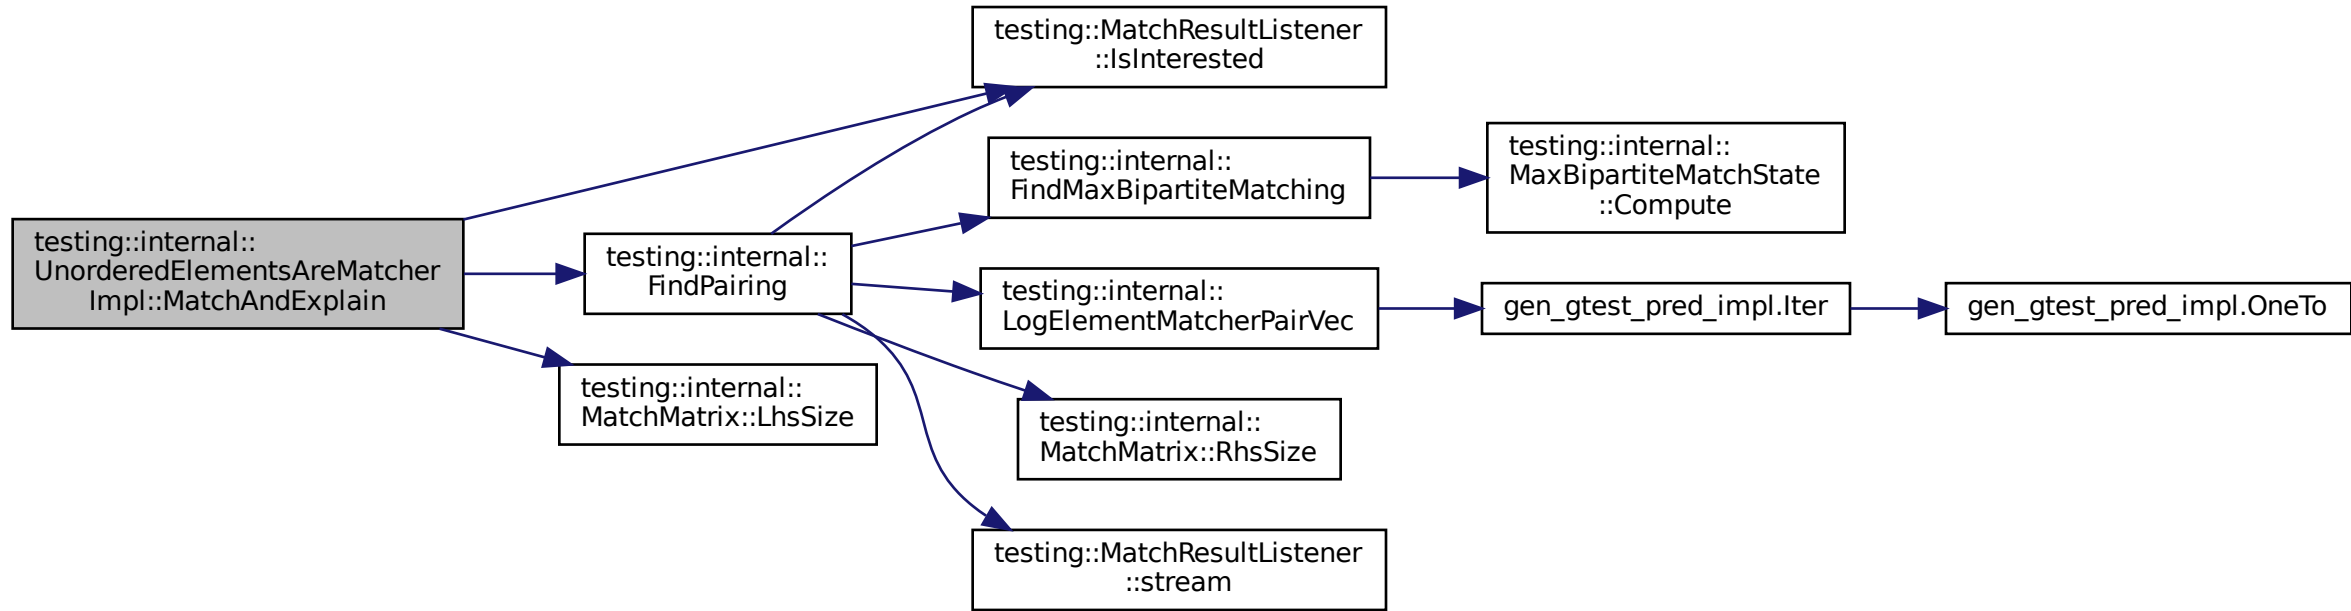 testing::MatchResultListener
::IsInterested
testing::internal::
FindMaxBipartiteMatching
testing::internal::
MaxBipartiteMatchState
::Compute
testing::internal::
UnorderedElementsAreMatcher
Impl::MatchAndExplain
testing::internal::
FindPairing
testing::internal::
LogElementMatcherPairVec
gen_gtest_pred_impl.Iter
gen_gtest_pred_impl.OneTo
testing::internal::
MatchMatrix::LhsSize
testing::internal::
MatchMatrix::RhsSize
testing::MatchResultListener
::stream